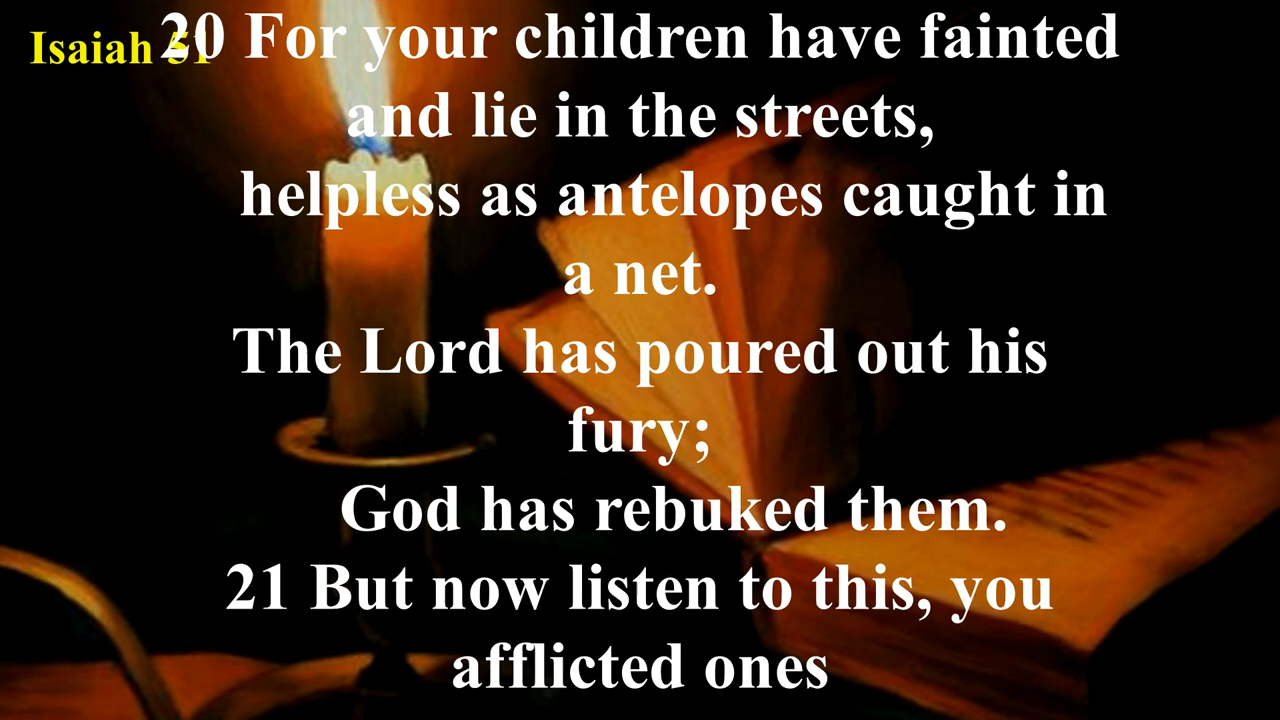 Isaiah 51
20 For your children have fainted
and lie in the streets,
helpless as antelopes caught in
a net.
The Lord has poured out his
fury;
God has rebuked them.
21 But now listen to this, you
afflicted ones